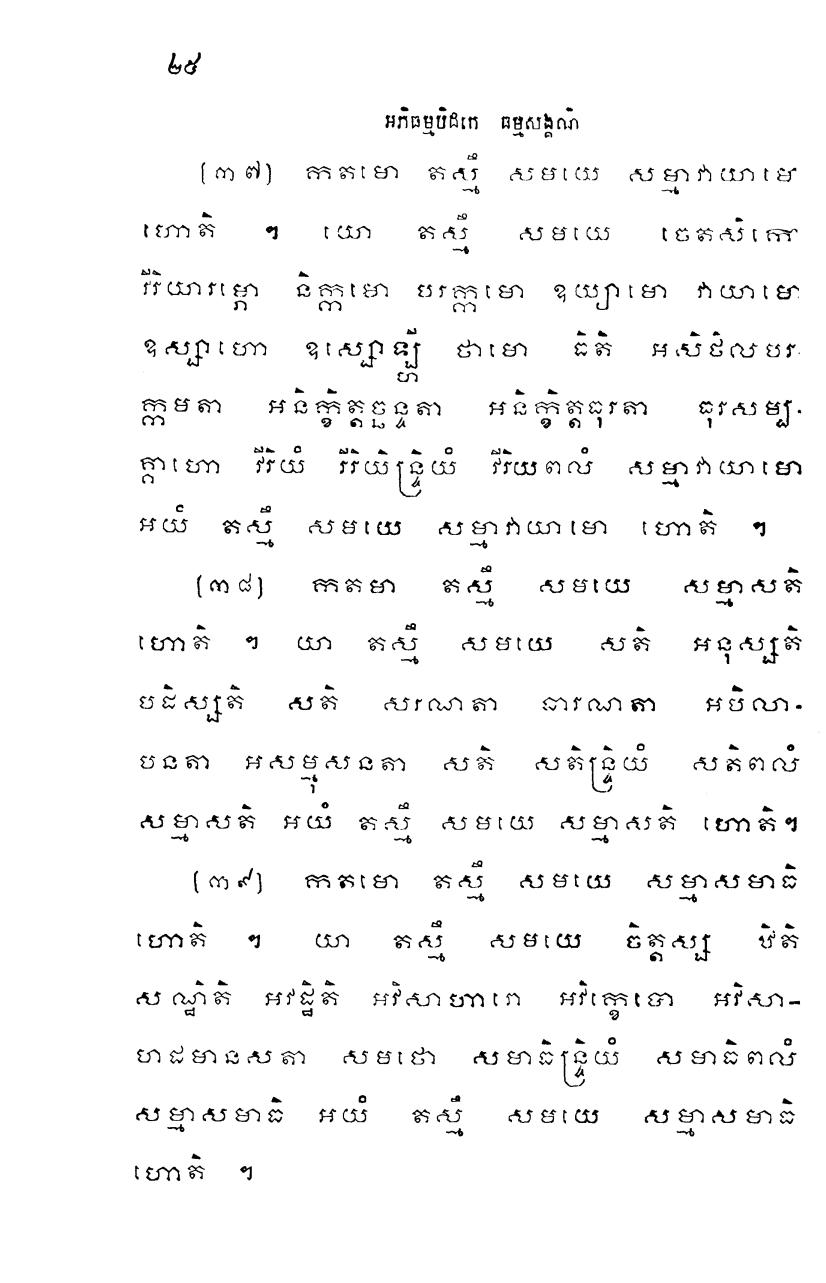 ២៥
អភិធម្មបិដកេ ធម្មសង្គណិ
(៣៧) កតមោ តស្មឹ សមយេ សម្មាវាយាមោ
ហោតិ ។ យោ តស្មឹ សមយេ ចេតសិកោ
វីរិយារម្ភោ និក្កមោ បរក្កមោ ឧយ្យាមោ វាយាមោ
ឧស្សាហោ ឧស្សោឡ្ហី ថាមោ ធិតិ អសិថិលបរ-
ក្កមតា អនិក្ខិត្តច្ឆន្ទតា អនិក្ខិត្តធុរតា ធុរសម្ប-
គ្គាហោ វីរិយំ វីរិយិន្ទ្រិយំ វីរិយពលំ សម្មាវាយាមោ
អយំ តស្មឹ សមយេ សម្មាវាយាមោ ហោតិ ។
(៣៨) កតមា តស្មឹ សមយេ សម្មាសតិ
ហោតិ ។ យា តស្មឹ សមយេ សតិ អនុស្សតិ
បដិស្សតិ សតិ សរណតា ធារណតា អបិលា-
បនតា អសម្មុសនតា សតិ សតិន្ទ្រិយំ សតិពលំ
សម្មាសតិ អយំ តស្មឹ សមយេ សម្មាសតិ ហោតិ។
(៣៩) កតមោ តស្មឹ សមយេ សម្មាសមាធិ
ហោតិ ។ យា តស្មឹ សមយេ ចិត្តស្ស ឋិតិ
សណ្ឋិតិ អវដ្ឋិតិ អវិសាហារោ អវិក្ខេបោ អវិសា-
ហដមានសតា សមថោ សមាធិន្ទ្រិយំ សមាធិពលំ
សម្មាសមាធិ អយំ តស្មឹ សមយេ សម្មាសមាធិ
ហោតិ ។